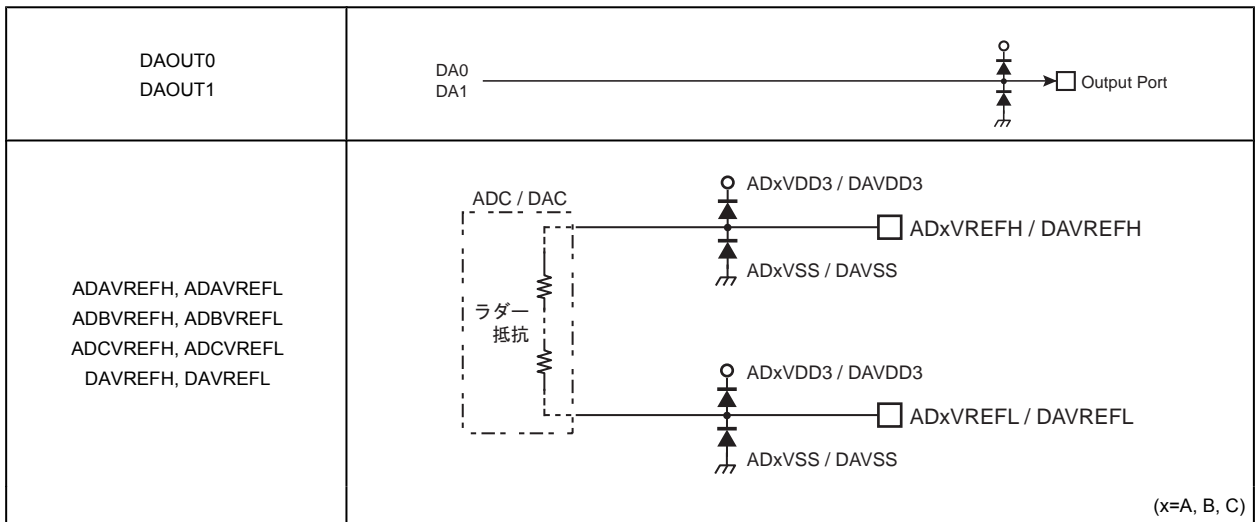 DAOUT0
DAOUT1
DA0
DA1
Output Port
ADAVREFH, ADAVREFL
ADBVREFH, ADBVREFL
ADCVREFH, ADCVREFL
DAVREFH, DAVREFL
ADC / DAC
ラダー
抵抗
ADxVDD3 / DAVDD3
ADxVREFH / DAVREFH
ADxVSS / DAVSS
ADxVDD3 / DAVDD3
ADxVREFL / DAVREFL
ADxVSS / DAVSS
(x=A, B, C)